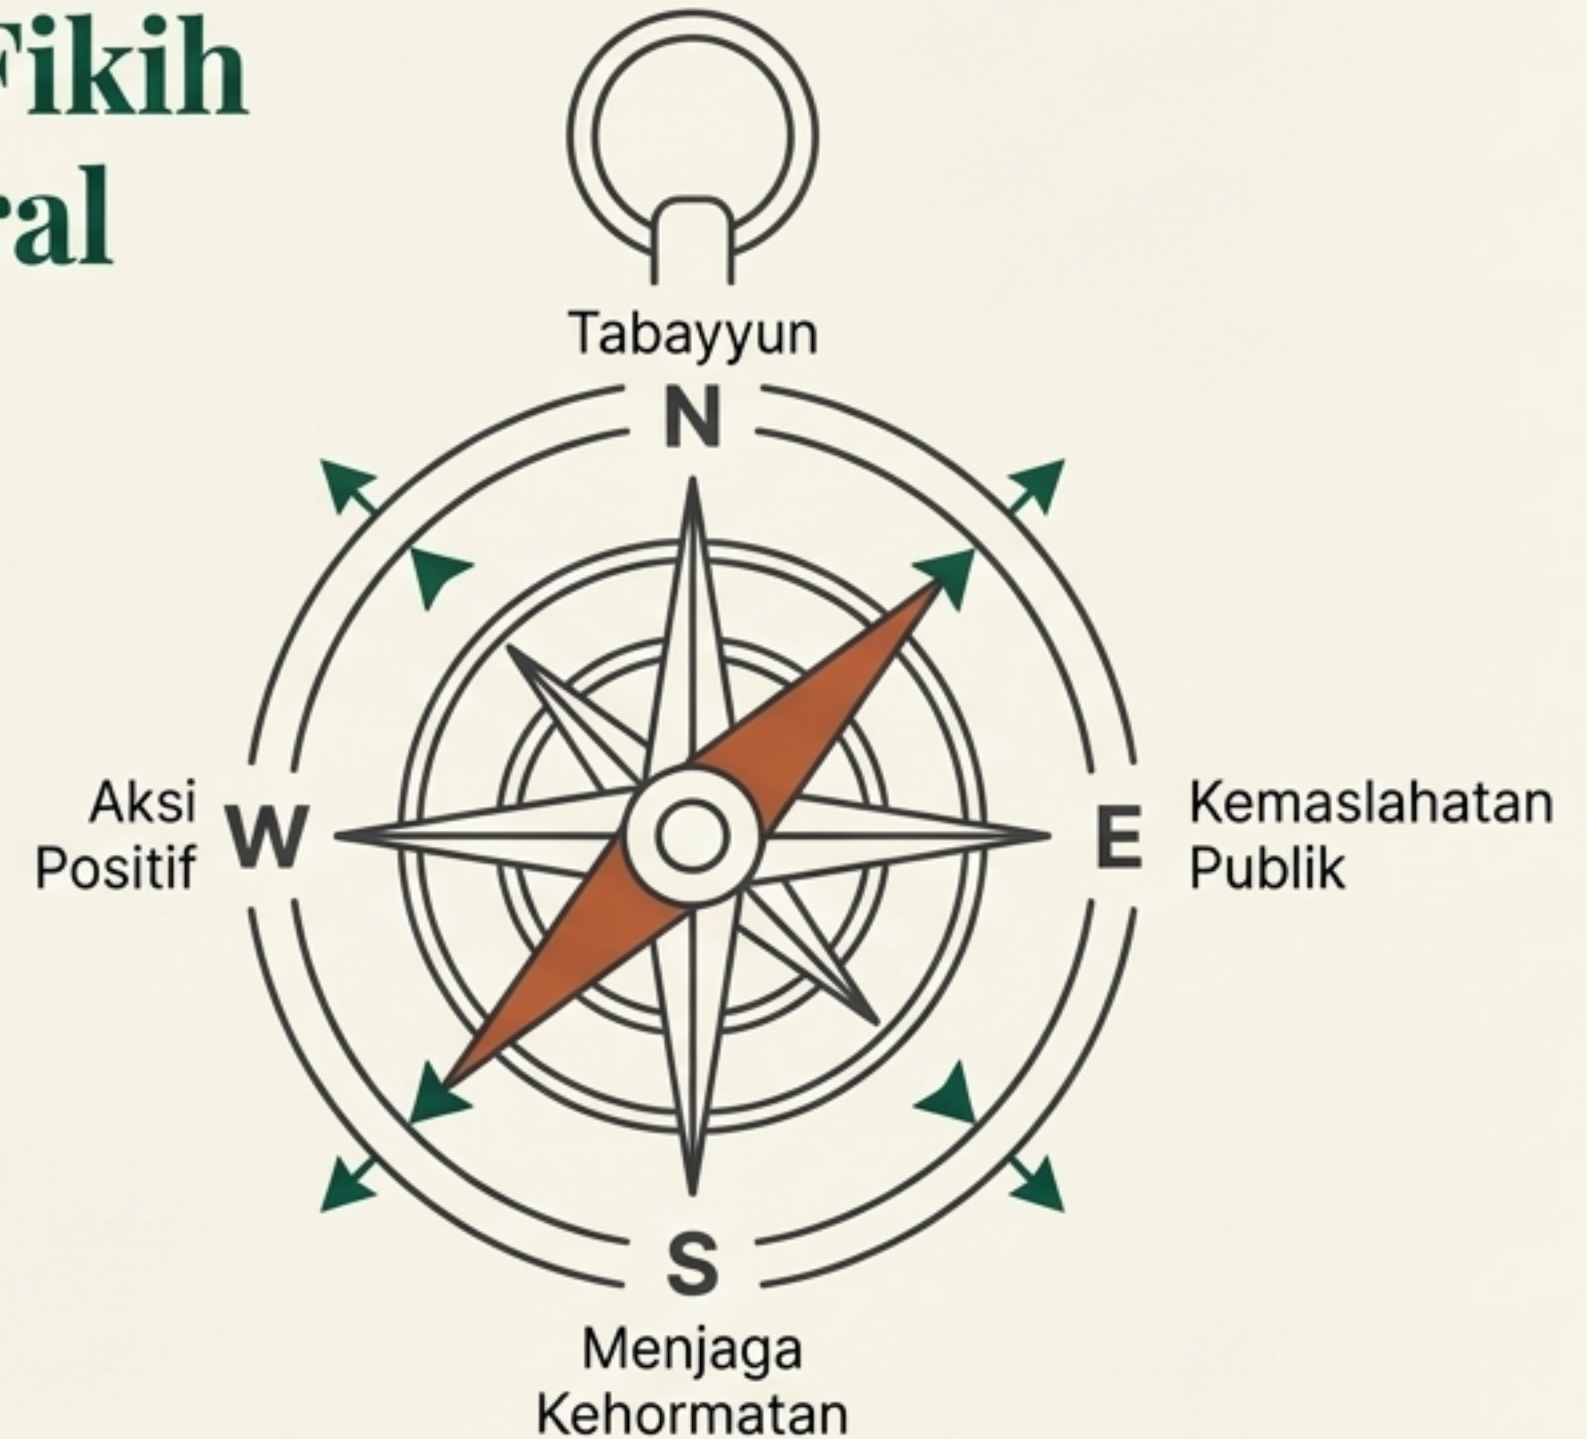 Fikih
ral
Tabayyun
N
Aksi
Positif
W
E
Kemaslahatan
Publik
S
Menjaga
Kehormatan